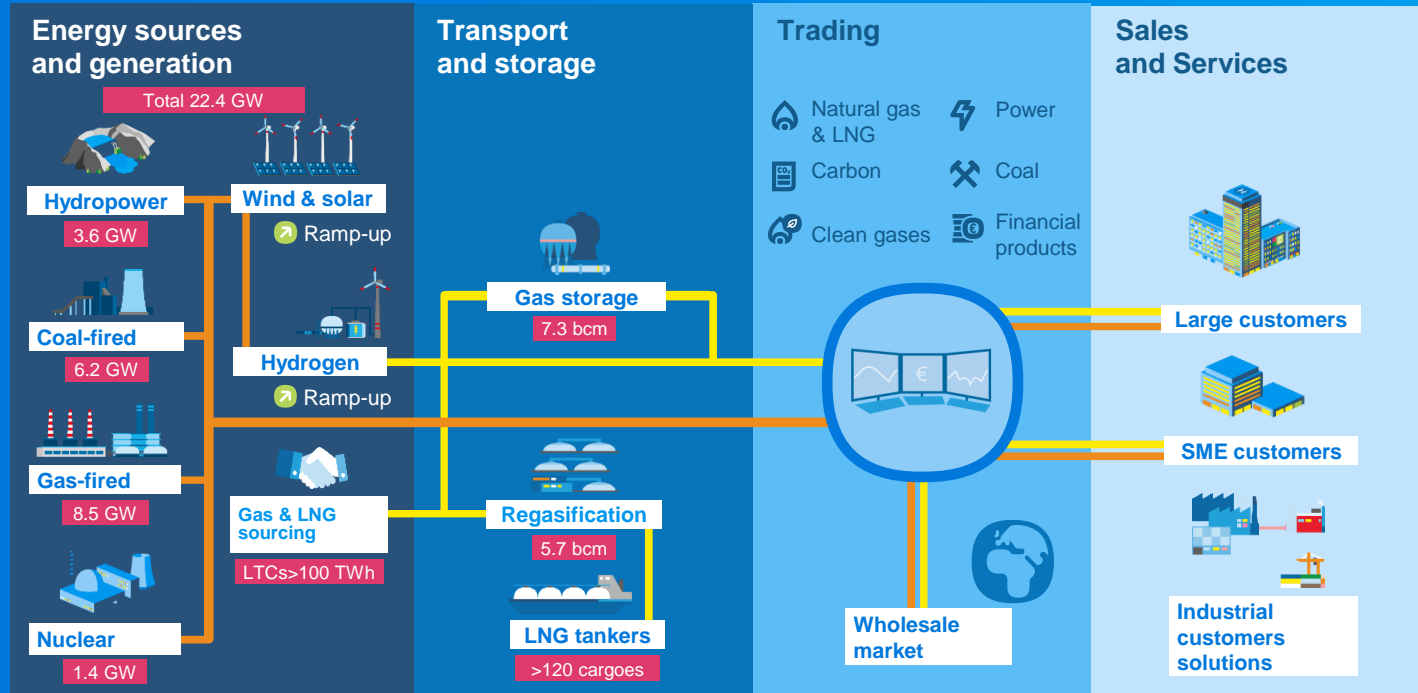 Energy sources
and generation
Total 22.4 GW
Hydropower
3.6 GW
Wind & solar
Ramp-up
Coal-fired
6.2 GW
Hydrogen
Ramp-up
Gas-fired
8.5 GW
Gas & LNG
sourcing
LTCs>100 TWh
Nuclear
1.4 GW
Transport
and storage
Gas storage
7.3 bcm
Regasification
5.7 bcm
LNG tankers
>120 cargoes
Trading
Natural gas
& LNG
Power
CO₂
Carbon
Coal
Clean gases
€
Financial
products
€
Wholesale
market
Sales
and Services
H
Large customers
SME customers
Industrial
customers
solutions